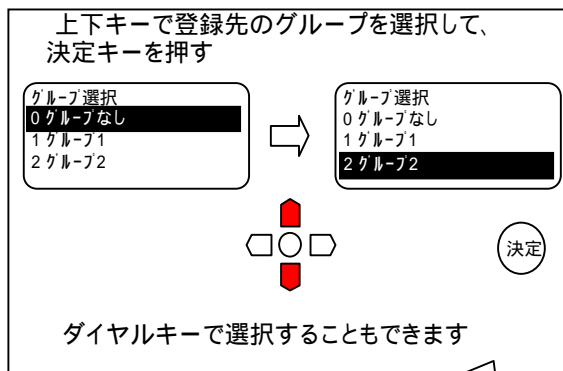 上下キーで登録先のグループを選択して、
決定キーを押す
ｸﾞﾙｰﾌﾟ選択
0 ｸﾞﾙｰﾌﾟなし
1 ｸﾞﾙｰﾌﾟ1
2 ｸﾞﾙｰﾌﾟ2
ｸﾞﾙｰﾌﾟ選択
0 ｸﾞﾙｰﾌﾟなし
1 ｸﾞﾙｰﾌﾟ1
2 ｸﾞﾙｰﾌﾟ2
決定
ダイヤルキーで選択することもできます